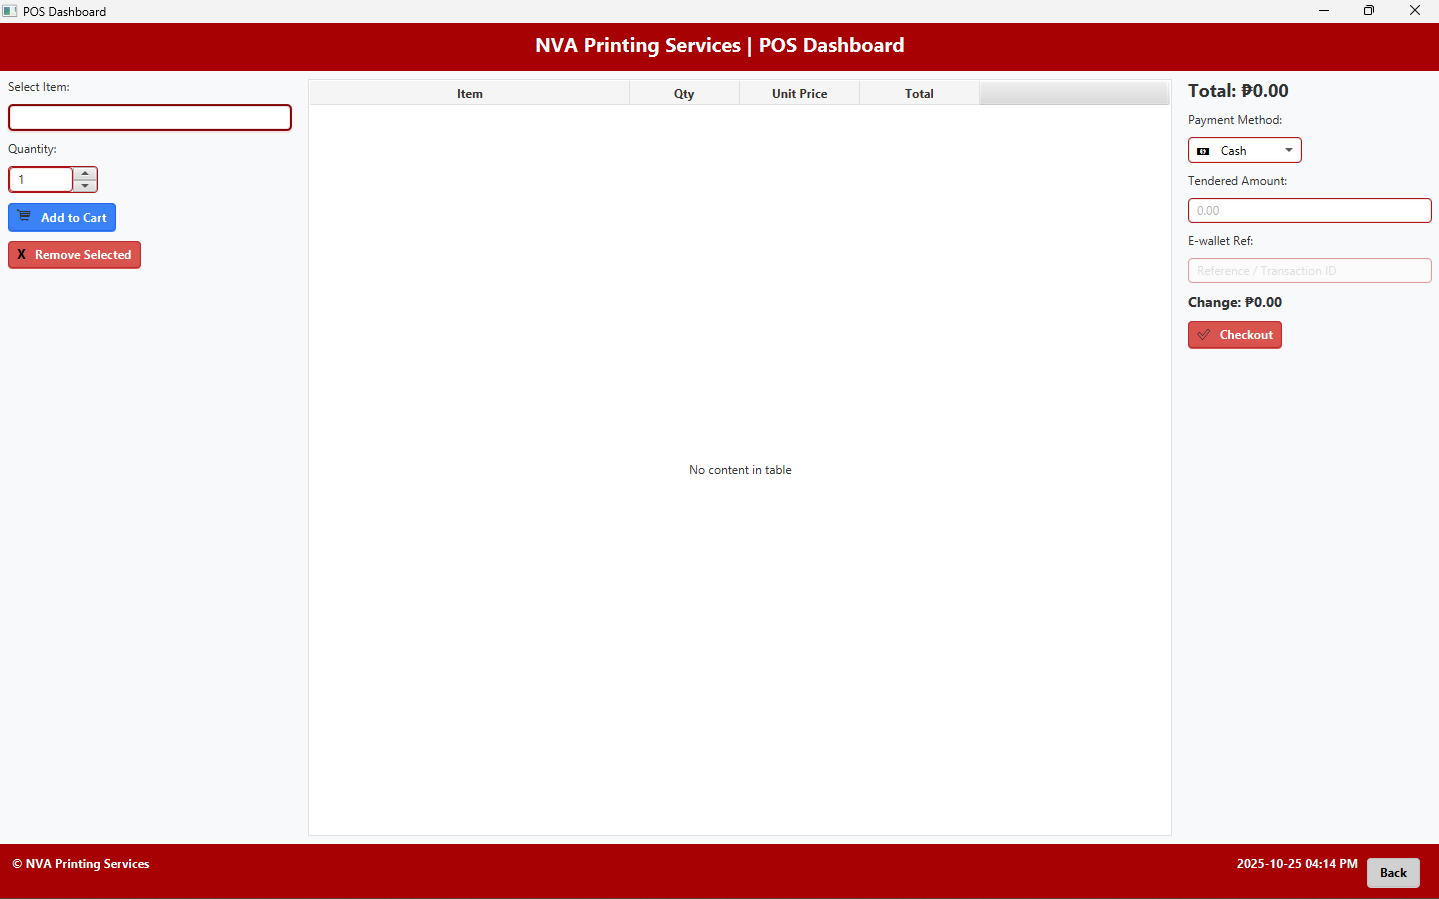 POS Dashboard
NVA Printing Services | POS Dashboard
Select Item:
Quantity:
1
Add to Cart
X Remove Selected
Item Qty Unit Price Total
No content in table
Total: ₱0.00
Payment Method:
Cash
Tendered Amount:
0.00
E-wallet Ref:
Reference / Transaction ID
Change: ₱0.00
Checkout
© NVA Printing Services
2025-10-25 04:14 PM
Back